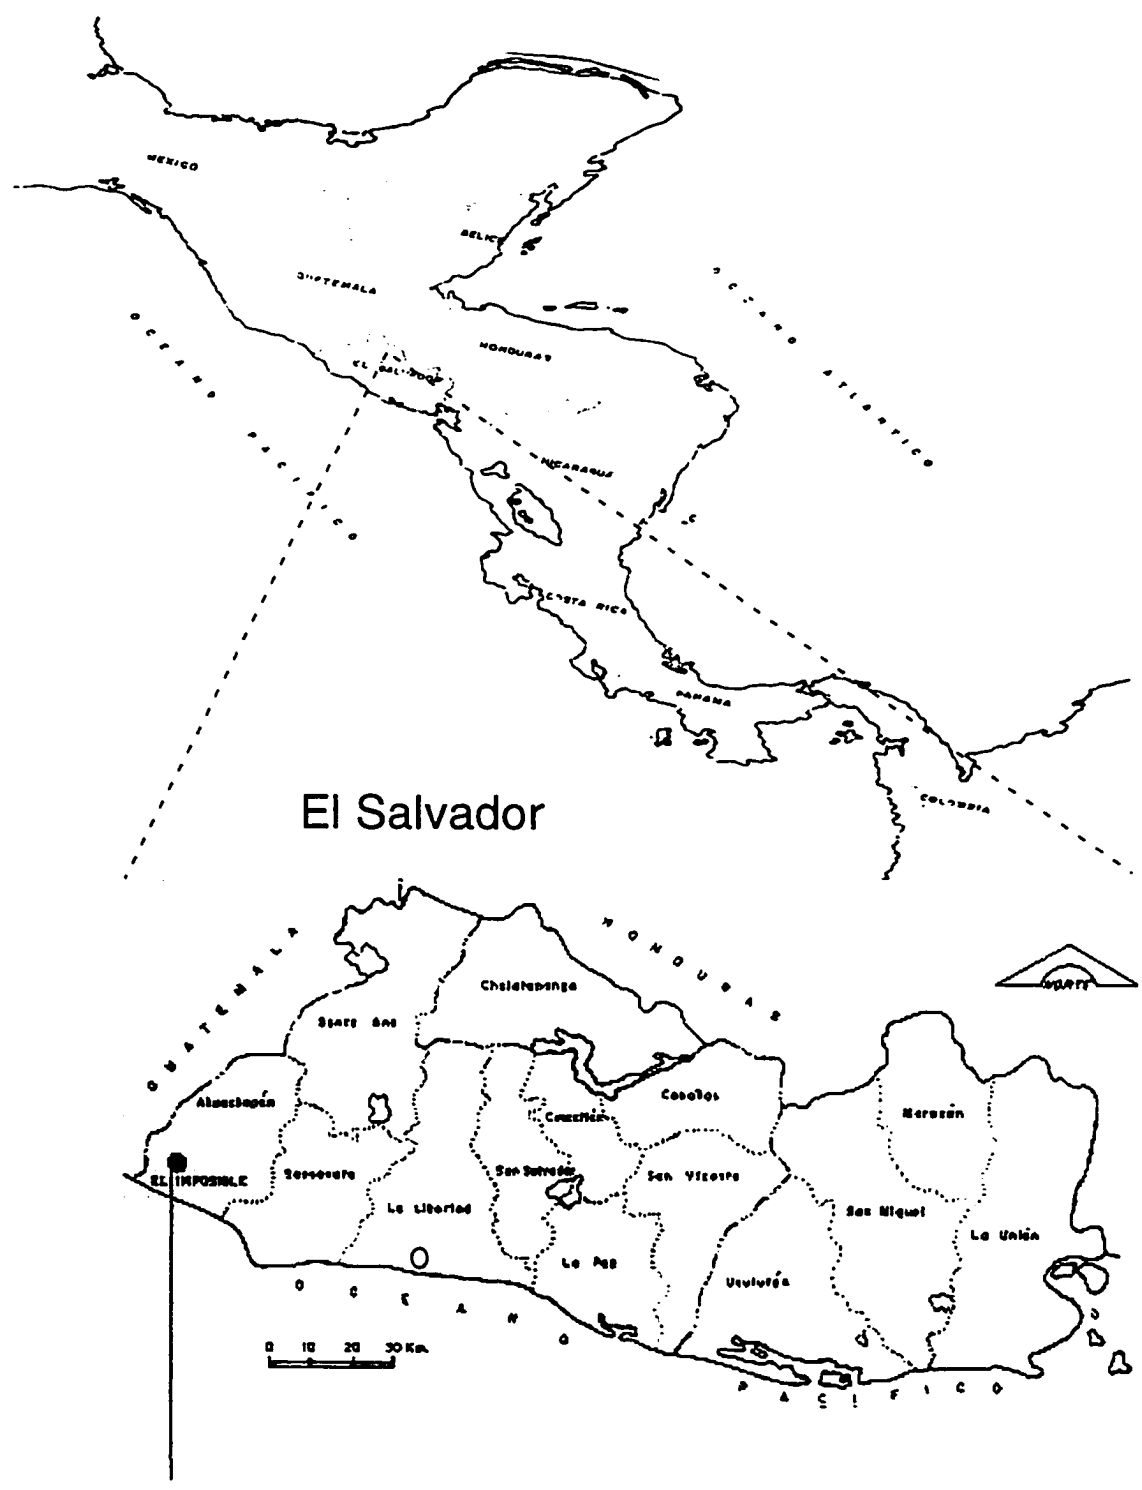 MEXICO
BELICE
GUATEMALA
OCEANO ATLANTICO
OCEANO PACIFICO
HONDURAS
EL SALVADOR
NICARAGUA
COSTA RICA
PANAMA
COLOMBIA
El Salvador
GUATEMALA
HONDURAS
NORTE
Chalatenango
Santa Ana
Ahuachapán
Cabañas
Morazán
Cuscatlán
EL IMPOSIBLE
Sonsonate
San Salvador
San Vicente
La Libertad
San Miguel
La Unión
La Paz
Usulután
OCEANO
0 10 20 30 Km.
PACIFICO